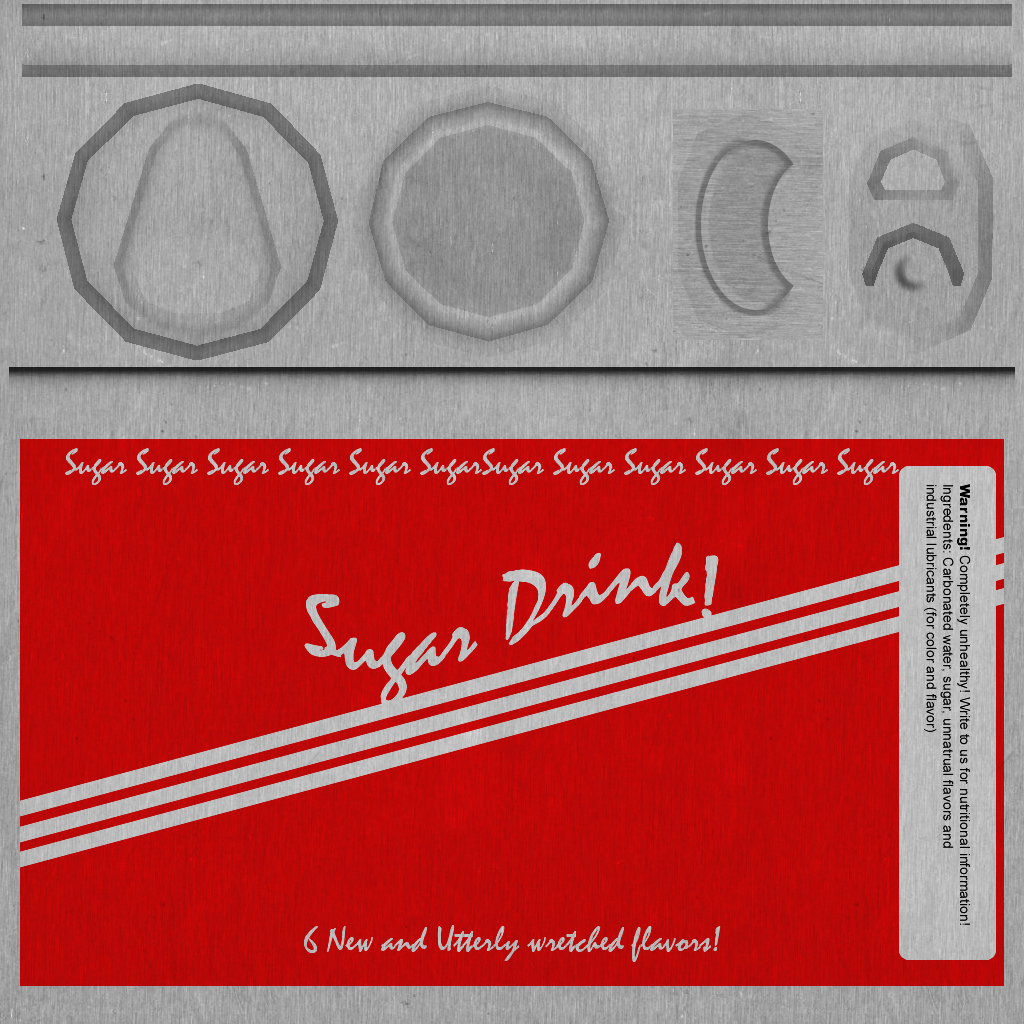 Sugar Sugar Sugar Sugar Sugar SugarSugar Sugar Sugar Sugar Sugar Sugar
Sugar Drink!
6 New and Utterly wretched flavors!
Warning! Completely unhealthy! Write to us for nutritional information!
Ingredients: Carbonated water, sugar, unnatrual flavors and
industrial lubricants (for color and flavor)